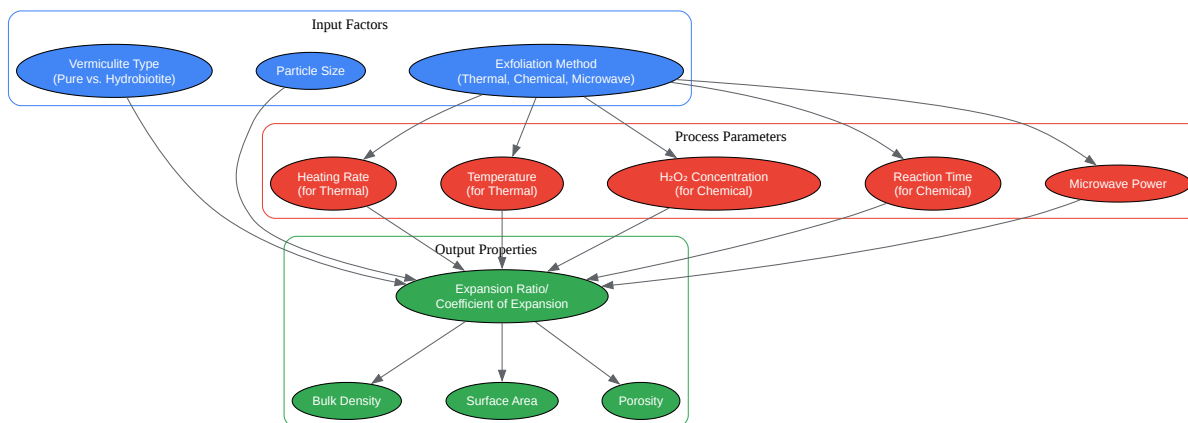 Input Factors
Vermiculite Type
(Pure vs. Hydrobiotite)
Particle Size
Exfoliation Method
(Thermal, Chemical, Microwave)
Process Parameters
Heating Rate
(for Thermal)
Temperature
(for Thermal)
H₂O₂ Concentration
(for Chemical)
Reaction Time
(for Chemical)
Microwave Power
Output Properties
Expansion Ratio/
Coefficient of Expansion
Bulk Density
Surface Area
Porosity